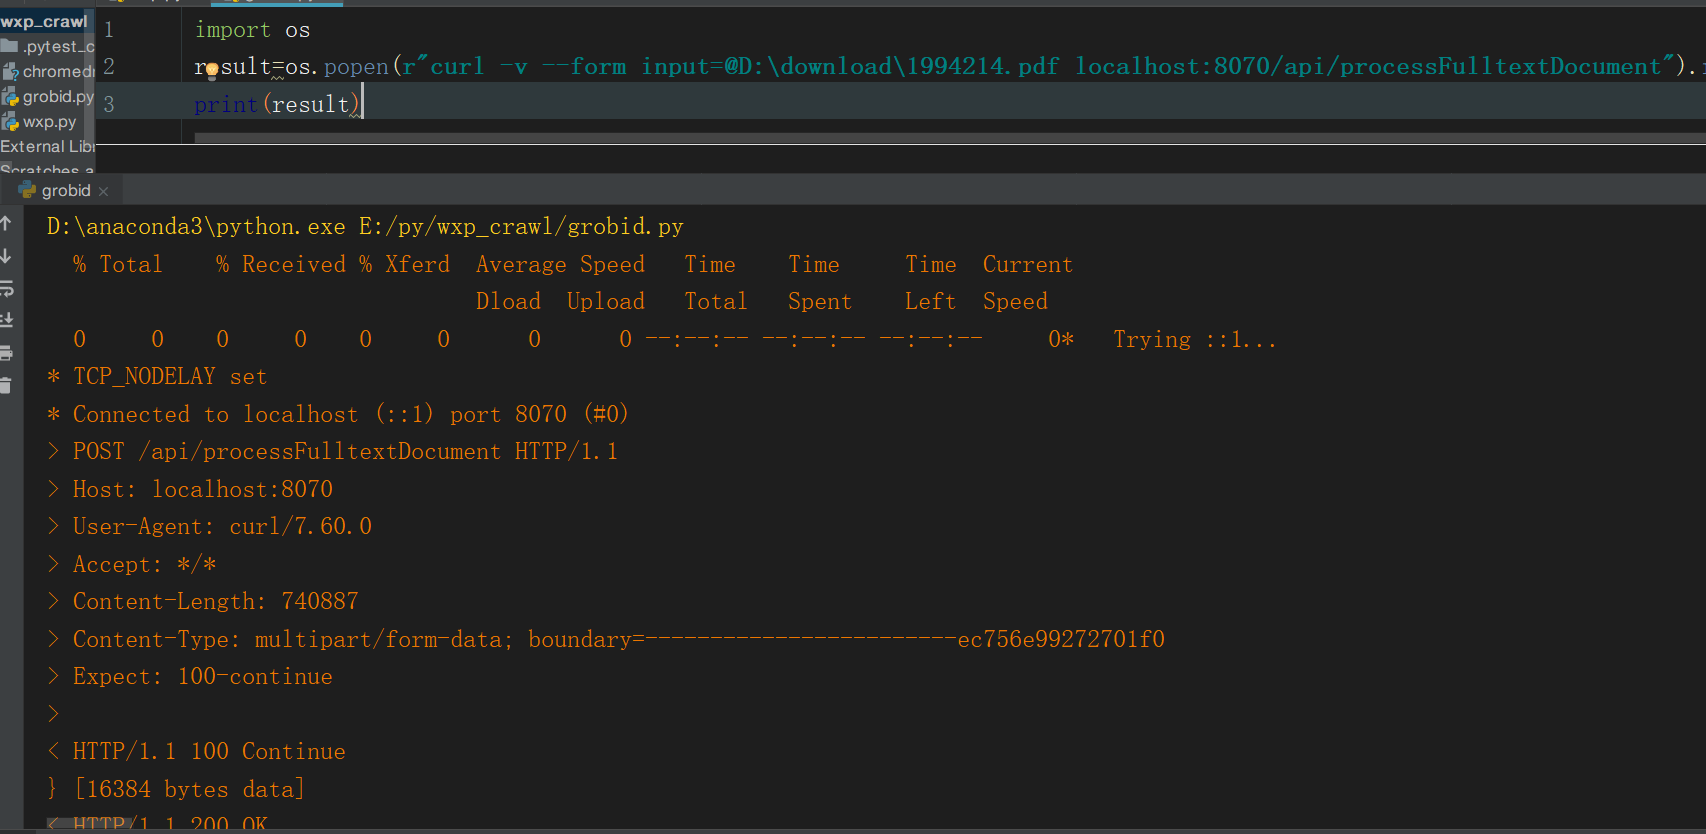 wxp_crawl
.pytest_c
chromedr
grobid.py
wxp.py
External Lib
Scratches a
1 import os
2 result=os.popen(r"curl -v --form input=@D:\download\1994214.pdf localhost:8070/api/processFulltextDocument").
3 print(result)
grobid
D:\anaconda3\python.exe E:/py/wxp_crawl/grobid.py
% Total % Received % Xferd Average Speed Time Time Time Current
Dload Upload Total Spent Left Speed
0 0 0 0 0 0 0 0 --:--:-- --:--:-- --:--:-- 0* Trying ::1...
* TCP_NODELAY set
* Connected to localhost (::1) port 8070 (#0)
> POST /api/processFulltextDocument HTTP/1.1
> Host: localhost:8070
> User-Agent: curl/7.60.0
> Accept: */*
> Content-Length: 740887
> Content-Type: multipart/form-data; boundary=------------------------ec756e99272701f0
> Expect: 100-continue
>
< HTTP/1.1 100 Continue
} [16384 bytes data]
< HTTP/1.1 200 OK